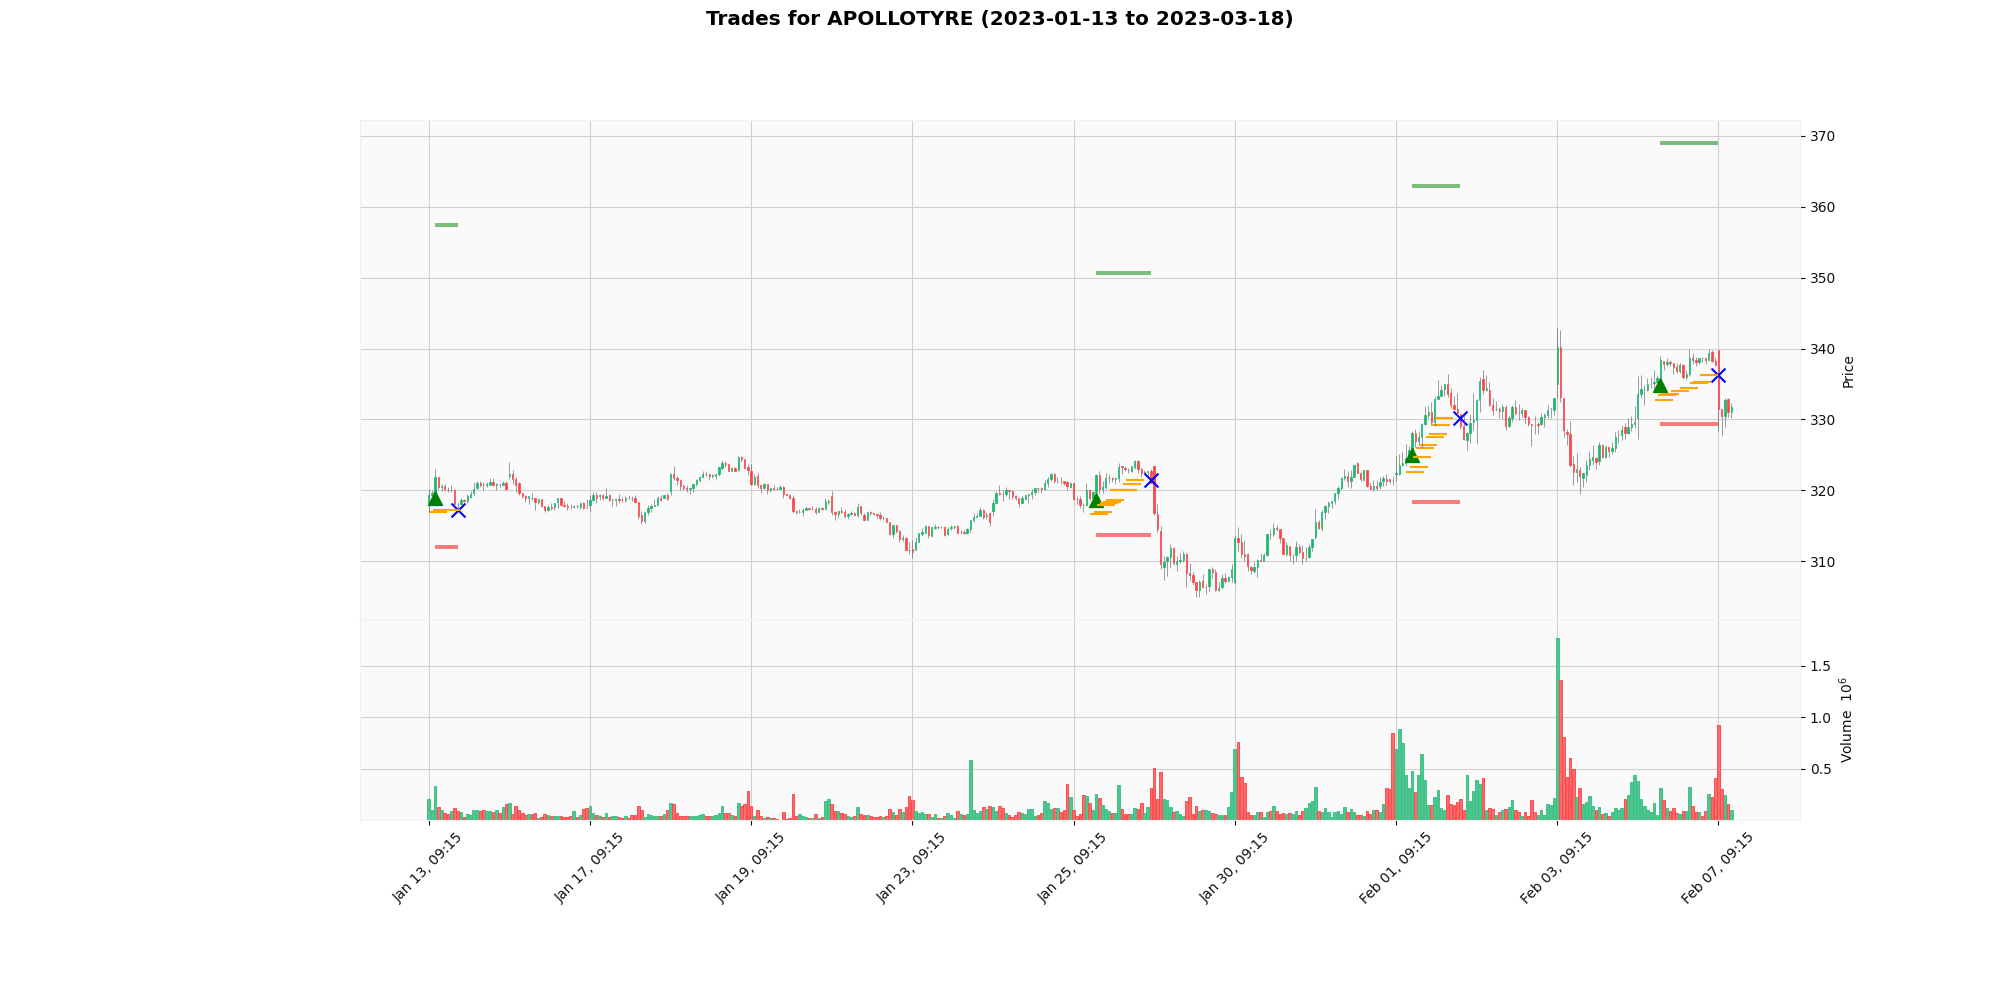 Trades for APOLLOTYRE (2023-01-13 to 2023-03-18)
370
360
350
340
330
320
310
Price
1.5
1.0
0.5
Volume 10^6
Jan 13, 09:15
Jan 17, 09:15
Jan 19, 09:15
Jan 23, 09:15
Jan 25, 09:15
Jan 30, 09:15
Feb 01, 09:15
Feb 03, 09:15
Feb 07, 09:15